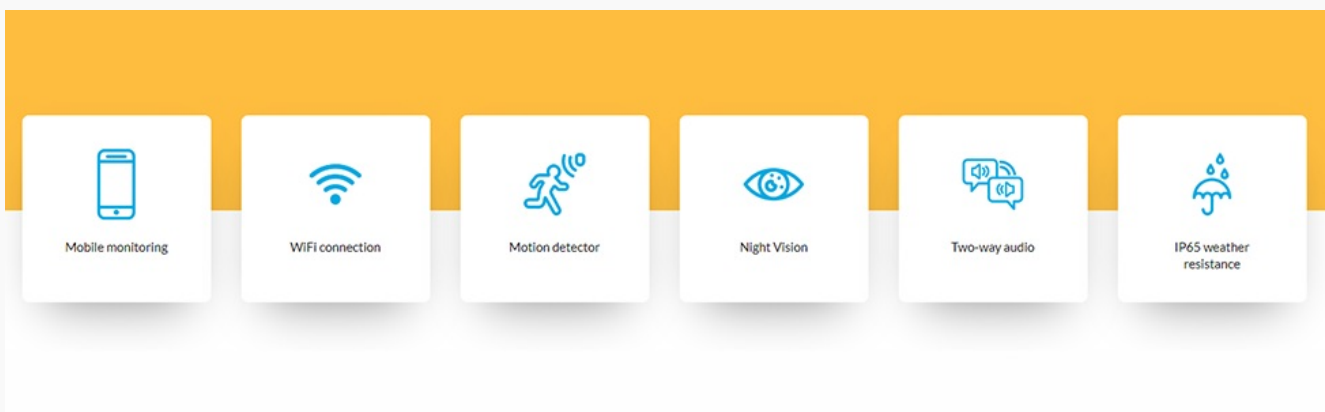 Mobile monitoring
WiFi connection
Motion detector
Night Vision
Two-way audio
IP65 weather
resistance